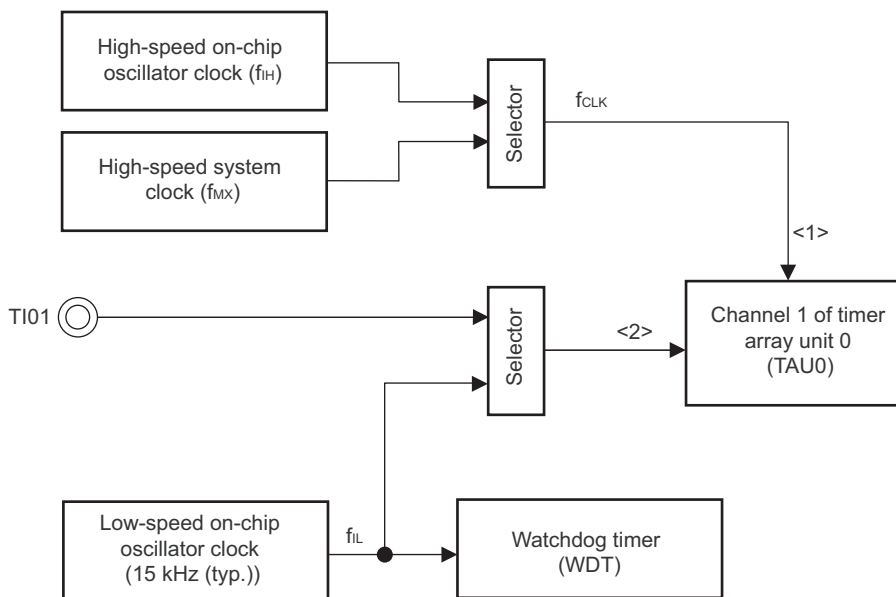 High-speed on-chip
oscillator clock (fIH)
High-speed system
clock (fMX)
Selector
fCLK
<1>
TI01
Selector
<2>
Channel 1 of timer
array unit 0
(TAU0)
Low-speed on-chip
oscillator clock
(15 kHz (typ.))
fIL
Watchdog timer
(WDT)